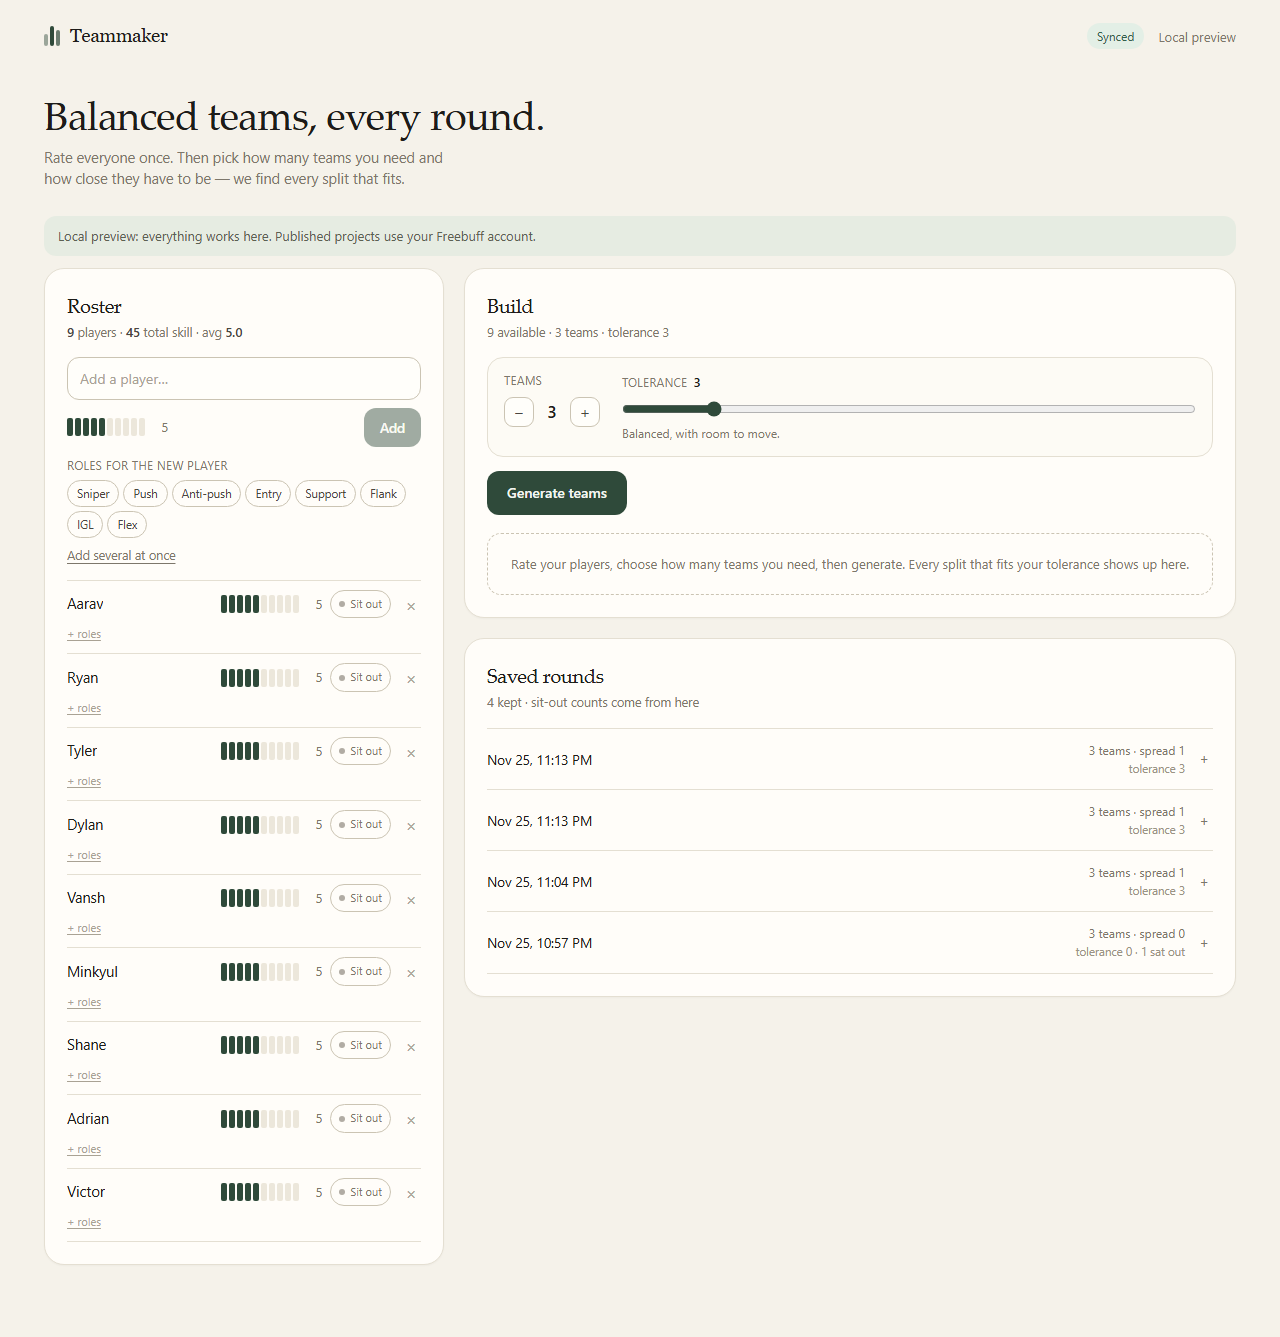 Teammaker
Synced
Local preview
Balanced teams, every round.
Rate everyone once. Then pick how many teams you need and
how close they have to be — we find every split that fits.
Local preview: everything works here. Published projects use your Freebuff account.
Roster
9 players · 45 total skill · avg 5.0
Add a player...
5
Add
ROLES FOR THE NEW PLAYER
Sniper
Push
Anti-push
Entry
Support
Flank
IGL
Flex
Add several at once
Aarav
5
Sit out
×
+ roles
Ryan
5
Sit out
×
+ roles
Tyler
5
Sit out
×
+ roles
Dylan
5
Sit out
×
+ roles
Vansh
5
Sit out
×
+ roles
Minkyul
5
Sit out
×
+ roles
Shane
5
Sit out
×
+ roles
Adrian
5
Sit out
×
+ roles
Victor
5
Sit out
×
+ roles
Build
9 available · 3 teams · tolerance 3
TEAMS
−
3
+
TOLERANCE 3
Balanced, with room to move.
Generate teams
Rate your players, choose how many teams you need, then generate. Every split that fits your tolerance shows up here.
Saved rounds
4 kept · sit-out counts come from here
Nov 25, 11:13 PM
3 teams · spread 1
tolerance 3
+
Nov 25, 11:13 PM
3 teams · spread 1
tolerance 3
+
Nov 25, 11:04 PM
3 teams · spread 1
tolerance 3
+
Nov 25, 10:57 PM
3 teams · spread 0
tolerance 0 · 1 sat out
+